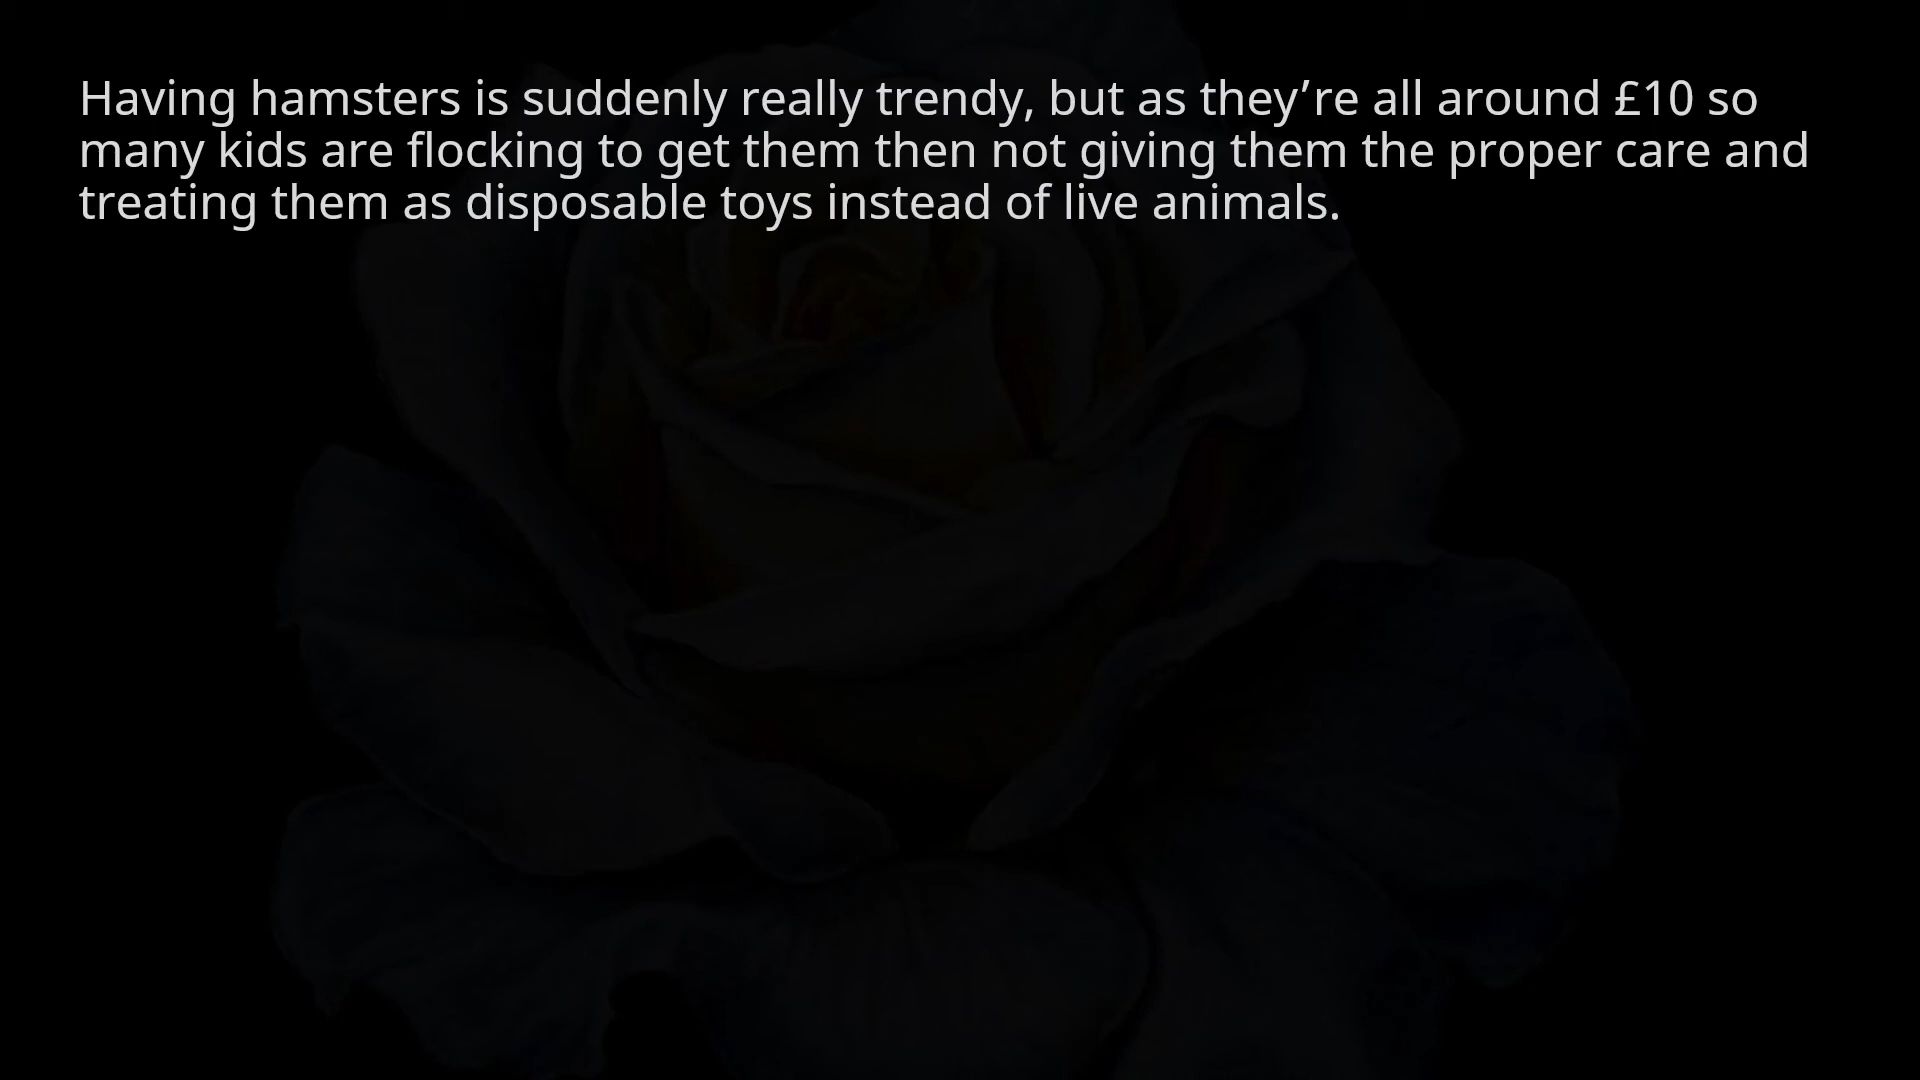 Having hamsters is suddenly really trendy, but as they’re all around £10 so
many kids are flocking to get them then not giving them the proper care and
treating them as disposable toys instead of live animals.